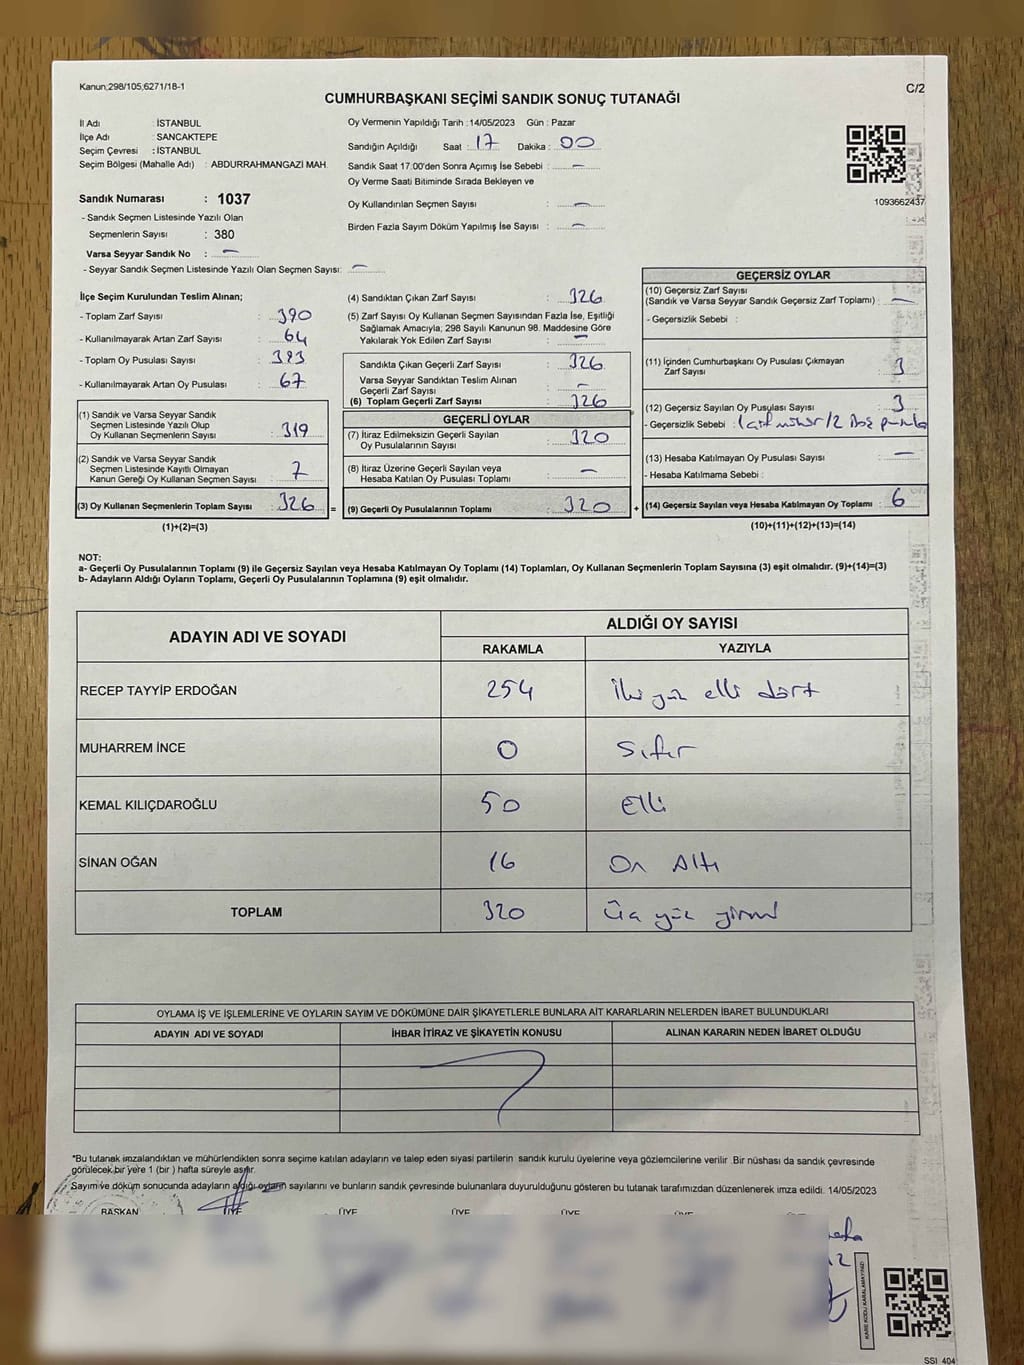 Kanun;298/105;6271/18-1
C/2
CUMHURBAŞKANI SEÇİMİ SANDIK SONUÇ TUTANAĞI
İl Adı : İSTANBUL
İlçe Adı : SANCAKTEPE
Seçim Çevresi : İSTANBUL
Seçim Bölgesi (Mahalle Adı) : ABDURRAHMANGAZİ MAH.
Oy Vermenin Yapıldığı Tarih : 14/05/2023 Gün : Pazar
Sandığın Açıldığı Saat : 17 Dakika : 00
Sandık Saat 17.00'den Sonra Açımış İse Sebebi : —
Oy Verme Saati Bitiminde Sırada Bekleyen ve
Oy Kullandırılan Seçmen Sayısı : —
Birden Fazla Sayım Döküm Yapılmış İse Sayısı : —
1093662437
Sandık Numarası : 1037
- Sandık Seçmen Listesinde Yazılı Olan
Seçmenlerin Sayısı : 380
Varsa Seyyar Sandık No : —
- Seyyar Sandık Seçmen Listesinde Yazılı Olan Seçmen Sayısı: —
İlçe Seçim Kurulundan Teslim Alınan;
- Toplam Zarf Sayısı : 390
- Kullanılmayarak Artan Zarf Sayısı : 64
- Toplam Oy Pusulası Sayısı : 393
- Kullanılmayarak Artan Oy Pusulası : 67
(1) Sandık ve Varsa Seyyar Sandık
Seçmen Listesinde Yazılı Olup
Oy Kullanan Seçmenlerin Sayısı : 319
(2) Sandık ve Varsa Seyyar Sandık
Seçmen Listesinde Kayıtlı Olmayan
Kanun Gereği Oy Kullanan Seçmen Sayısı : 7
(3) Oy Kullanan Seçmenlerin Toplam Sayısı : 326 =
(1)+(2)=(3)
(4) Sandıktan Çıkan Zarf Sayısı : 326
(5) Zarf Sayısı Oy Kullanan Seçmen Sayısından Fazla İse, Eşitliği
Sağlamak Amacıyla; 298 Sayılı Kanunun 98. Maddesine Göre
Yakılarak Yok Edilen Zarf Sayısı : —
Sandıkta Çıkan Geçerli Zarf Sayısı : 326
Varsa Seyyar Sandıktan Teslim Alınan
Geçerli Zarf Sayısı : —
(6) Toplam Geçerli Zarf Sayısı : 326
GEÇERLİ OYLAR
(7) İtiraz Edilmeksizin Geçerli Sayılan
Oy Pusulasının Sayısı : 320
(8) İtiraz Üzerine Geçerli Sayılan veya
Hesaba Katılan Oy Pusulası Toplamı : —
(9) Geçerli Oy Pusulalarının Toplamı : 320 +
GEÇERSİZ OYLAR
(10) Geçersiz Zarf Sayısı
(Sandık ve Varsa Seyyar Sandık Geçersiz Zarf Toplamı) : —
- Geçersizlik Sebebi :
(11) İçinden Cumhurbaşkanı Oy Pusulası Çıkmayan
Zarf Sayısı : 3
(12) Geçersiz Sayılan Oy Pusulası Sayısı : 3
- Geçersizlik Sebebi : 1 çift mühür / 2 Boş pusula
(13) Hesaba Katılmayan Oy Pusulası Sayısı : —
- Hesaba Katılmama Sebebi :
(14) Geçersiz Sayılan veya Hesaba Katılmayan Oy Toplamı : 6
(10)+(11)+(12)+(13)=(14)
NOT:
a- Geçerli Oy Pusulalarının Toplamı (9) ile Geçersiz Sayılan veya Hesaba Katılmayan Oy Toplamı (14) Toplamları, Oy Kullanan Seçmenlerin Toplam Sayısına (3) eşit olmalıdır. (9)+(14)=(3)
b- Adayların Aldığı Oyların Toplamı, Geçerli Oy Pusulalarının Toplamına (9) eşit olmalıdır.
ADAYIN ADI VE SOYADI
ALDIĞI OY SAYISI
RAKAMLA YAZIYLA
RECEP TAYYİP ERDOĞAN 254 İki yüz elli dört
MUHARREM İNCE 0 Sıfır
KEMAL KILIÇDAROĞLU 50 Elli
SİNAN OĞAN 16 On Altı
TOPLAM 320 Üç yüz yirmi
OYLAMA İŞ VE İŞLEMLERİNE VE OYLARIN SAYIM VE DÖKÜMÜNE DAİR ŞİKAYETLERLE BUNLARA AİT KARARLARIN NELERDEN İBARET BULUNDUKLARI
ADAYIN ADI VE SOYADI İHBAR İTİRAZ VE ŞİKAYETİN KONUSU ALINAN KARARIN NEDEN İBARET OLDUĞU
*Bu tutanak imzalandıktan ve mühürlendikten sonra seçime katılan adayların ve talep eden siyasi partilerin sandık kurulu üyelerine veya gözlemcilerine verilir .Bir nüshası da sandık çevresinde
görülecek bir yere 1 (bir ) hafta süreyle asılır.
Sayım ve döküm sonucunda adayların aldığı oyların sayılarını ve bunların sandık çevresinde bulunanlara duyurulduğunu gösteren bu tutanak tarafımızdan düzenlenerek imza edildi. 14/05/2023
BAŞKAN ÜYE ÜYE ÜYE ÜYE ÜYE ÜYE
KARE KODU KARALAMAYINIZ!
SSİ 404